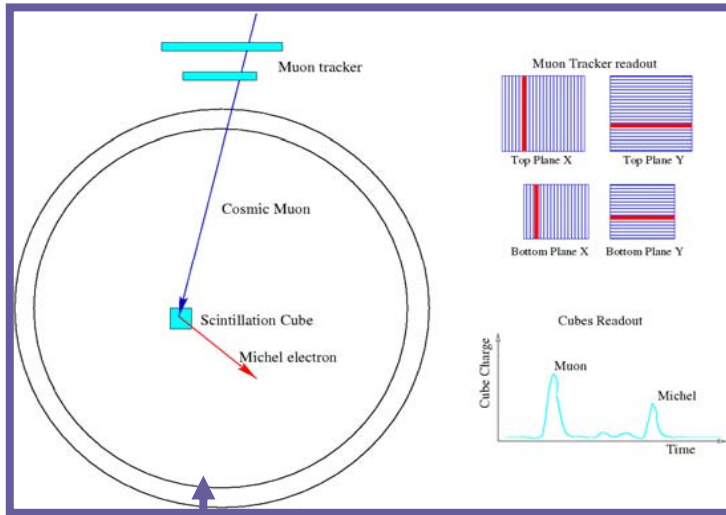 Muon tracker
Muon Tracker readout
Top Plane X
Top Plane Y
Cosmic Muon
Bottom Plane X
Bottom Plane Y
Scintillation Cube
Michel electron
Cubes Readout
Cube Charge
Muon
Michel
Time